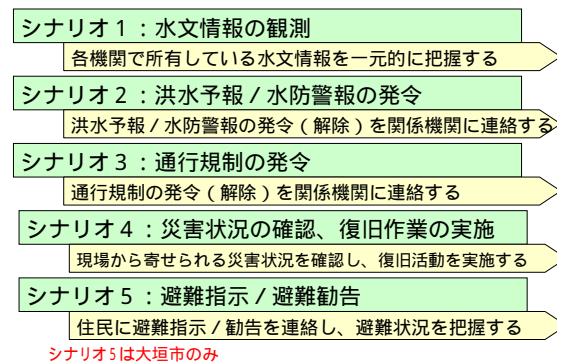 シナリオ１：水文情報の観測
各機関で所有している水文情報を一元的に把握する
シナリオ２：洪水予報／水防警報の発令
洪水予報／水防警報の発令（解除）を関係機関に連絡する
シナリオ３：通行規制の発令
通行規制の発令（解除）を関係機関に連絡する
シナリオ４：災害状況の確認、復旧作業の実施
現場から寄せられる災害状況を確認し、復旧活動を実施する
シナリオ５：避難指示／避難勧告
住民に避難指示／勧告を連絡し、避難状況を把握する
シナリオ5は大垣市のみ